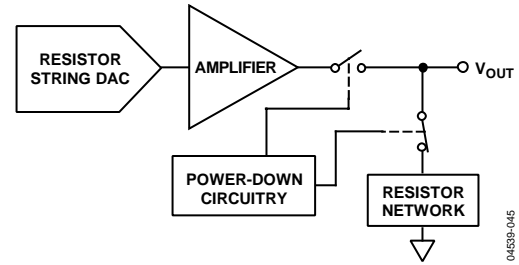 RESISTOR
STRING DAC
AMPLIFIER
VOUT
POWER-DOWN
CIRCUITRY
RESISTOR
NETWORK
04539-045